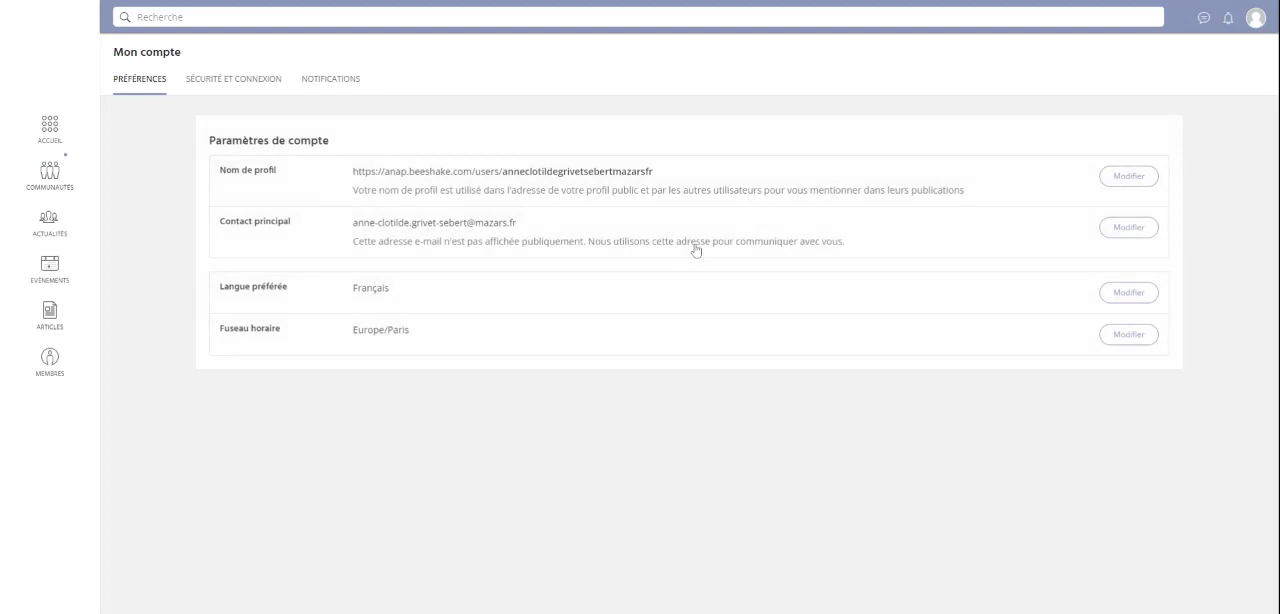 Recherche
Mon compte
PRÉFÉRENCES SÉCURITÉ ET CONNEXION NOTIFICATIONS
ACCUEIL
COMMUNAUTÉS
ACTUALITÉS
EVÈNEMENTS
ARTICLES
MEMBRES
Paramètres de compte
Nom de profil https://anap.beeshake.com/users/anneclotildegrivetsebertmazarsfr Modifier
Votre nom de profil est utilisé dans l'adresse de votre profil public et par les autres utilisateurs pour vous mentionner dans leurs publications
Contact principal anne-clotilde.grivet-sebert@mazars.fr Modifier
Cette adresse e-mail n'est pas affichée publiquement. Nous utilisons cette adresse pour communiquer avec vous.
Langue préférée Français Modifier
Fuseau horaire Europe/Paris Modifier